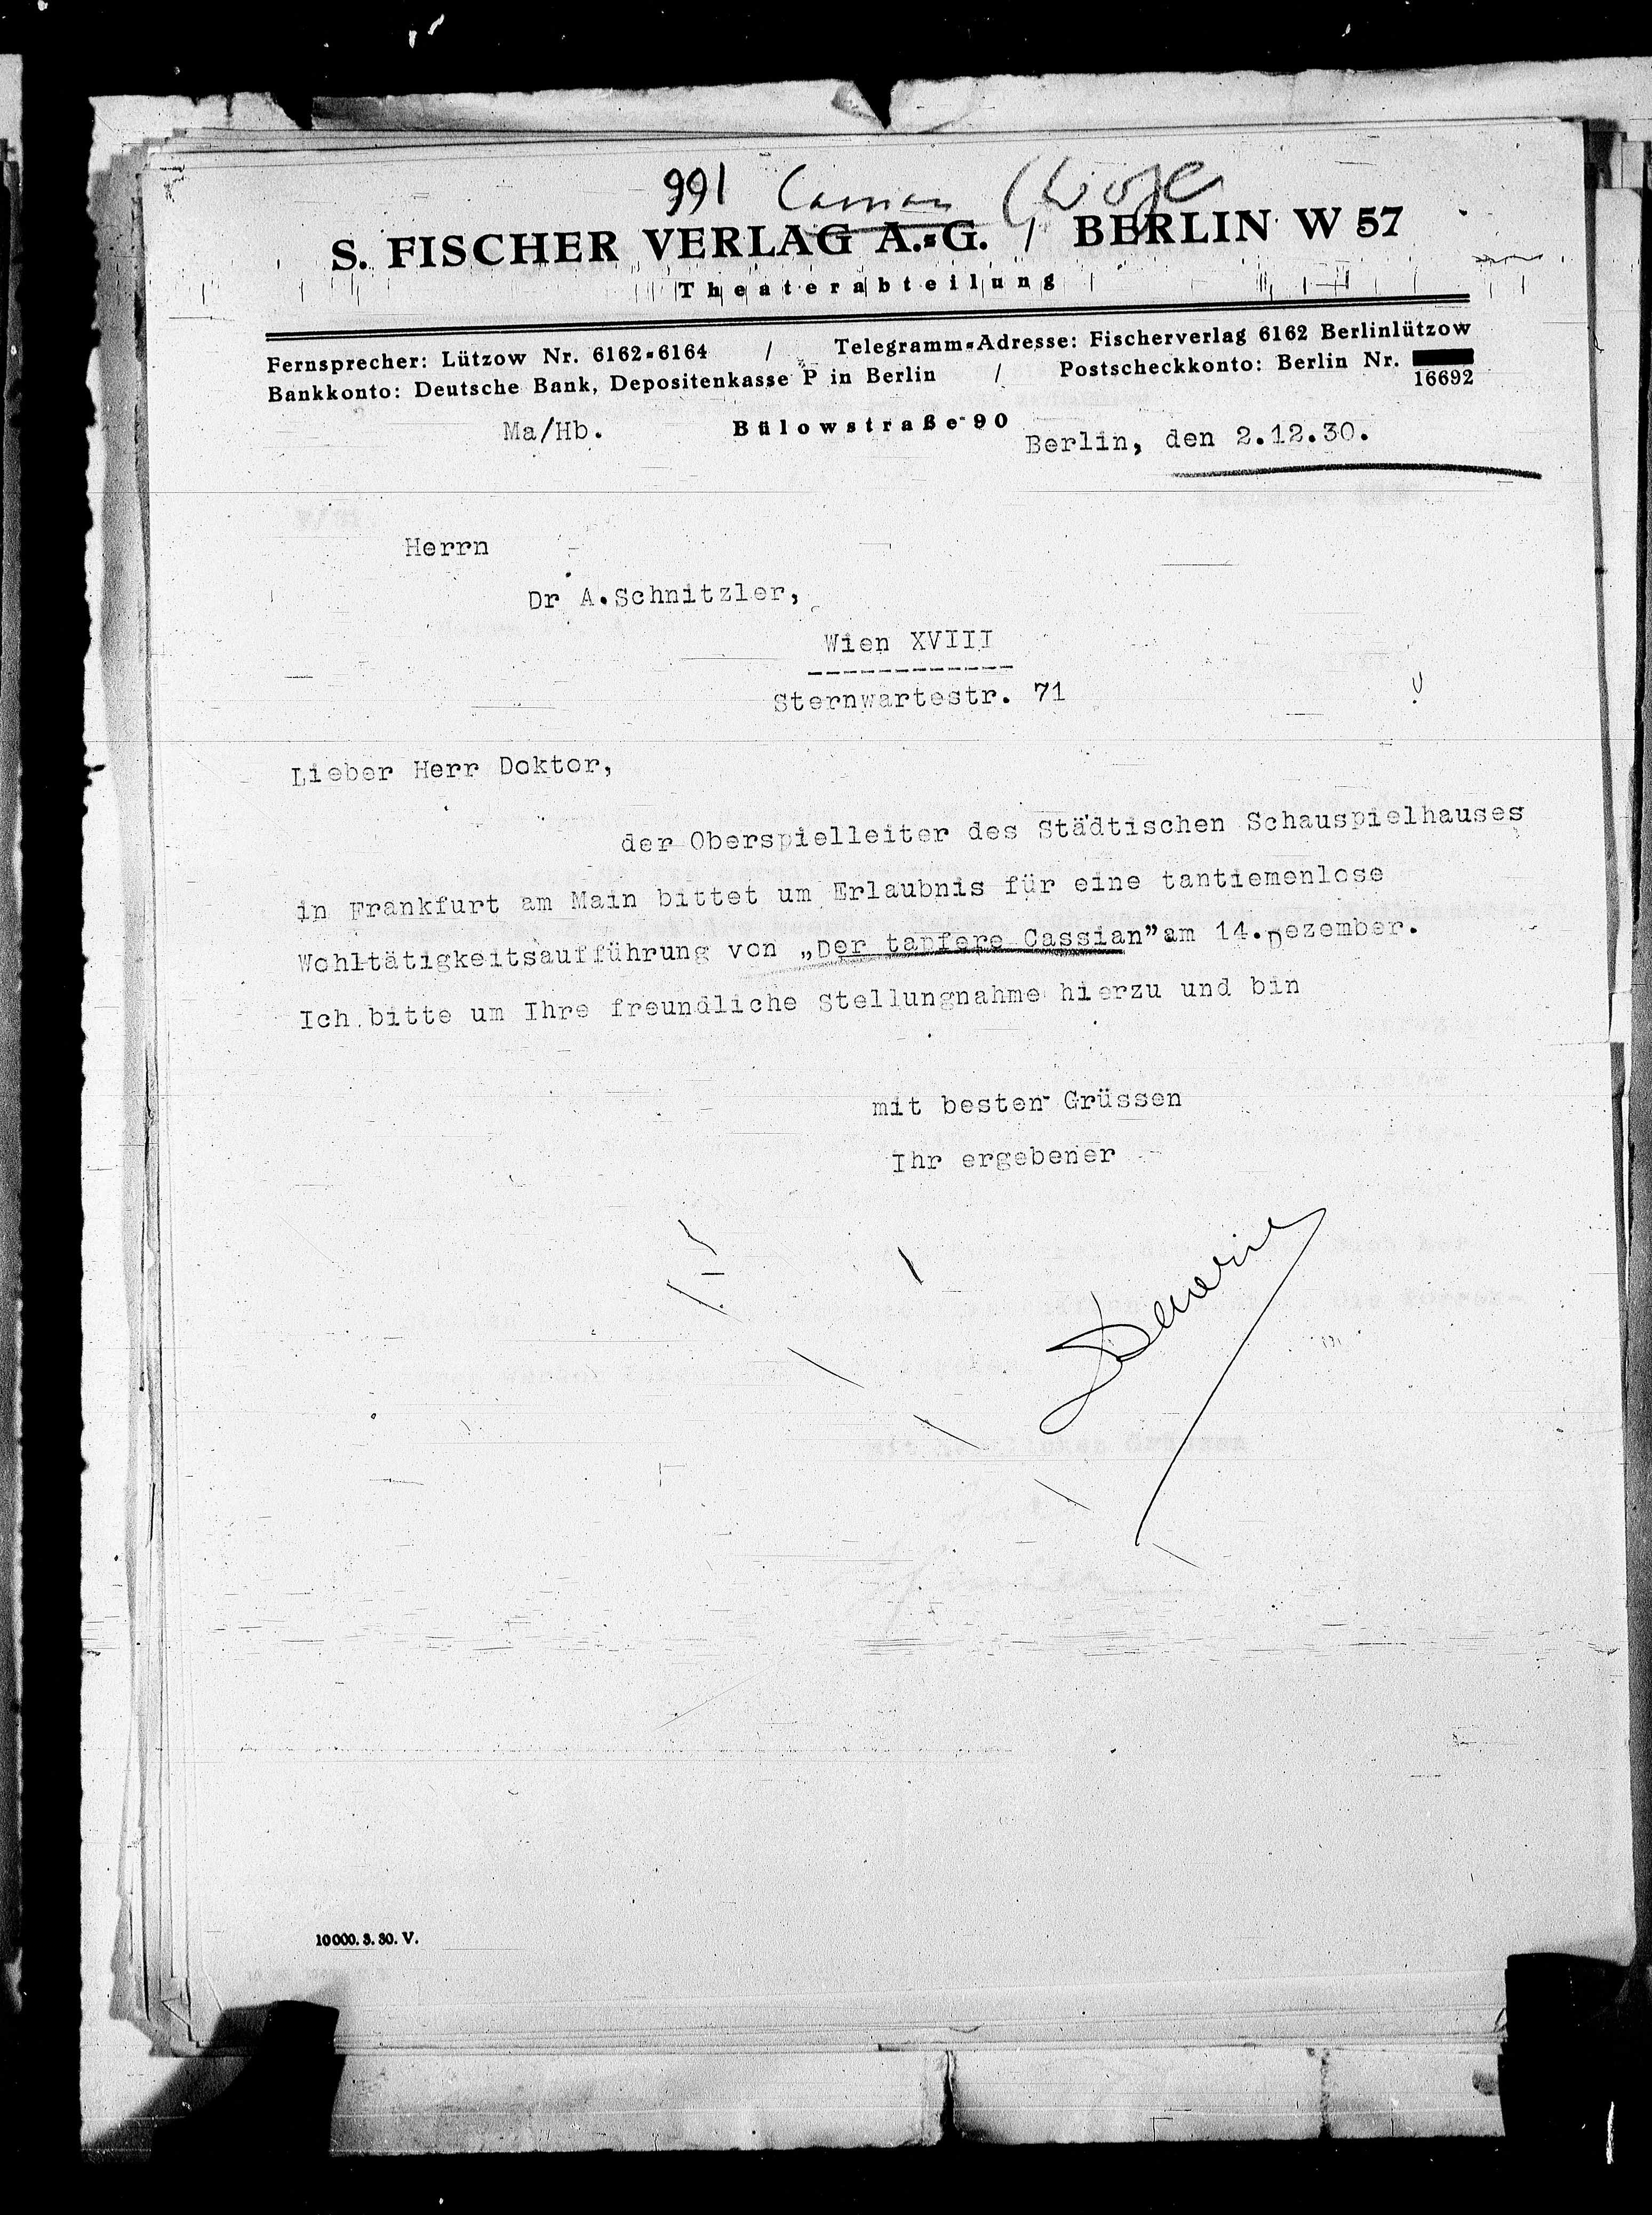 991 Cassian
S. FISCHER VERLAG A.=G. / BERLIN W 57
Theaterabteilung
Fernsprecher: Lützow Nr. 6162=6164 / Telegramm=Adresse: Fischerverlag 6162 Berlinlützow
Bankkonto: Deutsche Bank, Depositenkasse P in Berlin / Postscheckkonto: Berlin Nr.
16692
Ma/Hb. Bülowstraße 90 Berlin, den 2.12.30.
Herrn
Dr A.Schnitzler,
Wien XVIII
Sternwartestr. 71
Lieber Herr Doktor,
der Oberspielleiter des Städtischen Schauspielhauses
in Frankfurt am Main bittet um Erlaubnis für eine tantiemenlose
Wohltätigkeitsaufführung von „Der tapfere Cassian” am 14.Dezember.
Ich bitte um Ihre freundliche Stellungnahme hierzu und bin
mit besten Grüssen
Ihr ergebener
10000. 3. 30. V.